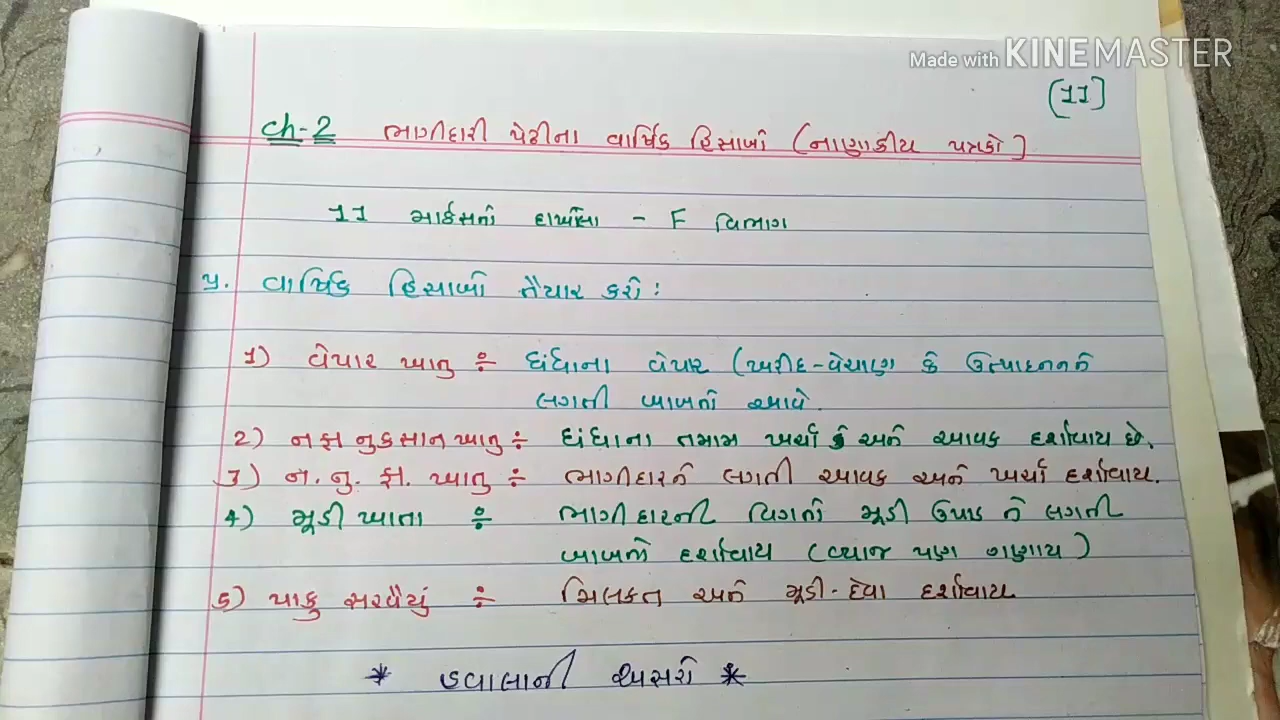 Made with KINEMASTER
(11)
Ch-2 ભાગીદારી પેઢીના વાર્ષિક હિસાબો (નાણાકીય પત્રકો)
11 માર્કસનો દાખલા - F વિભાગ
પ્ર. વાર્ષિક હિસાબો તૈયાર કરો :
1) વેપાર ખાતુ ÷ ધંધાના વેપાર (ખરીદ-વેચાણ કે ઉત્પાદનને
લગતી બાબતો આવે.
2) નફા નુકસાન ખાતુ ÷ ધંધાના તમામ ખર્ચા અને આવક દર્શાવાય છે.
3) ન. નુ. ફા. ખાતુ ÷ ભાગીદારને લગતી આવક અને ખર્ચા દર્શાવાય.
4) મૂડી ખાતા ÷ ભાગીદારની વિગતો મૂડી ઉપાડ ને લગતી
બાબતો દર્શાવાય (વ્યાજ પણ ગણાય)
5) પાકુ સરવૈયું ÷ મિલકત અને મૂડી-દેવા દર્શાવાય
* હવાલાની અસરો *